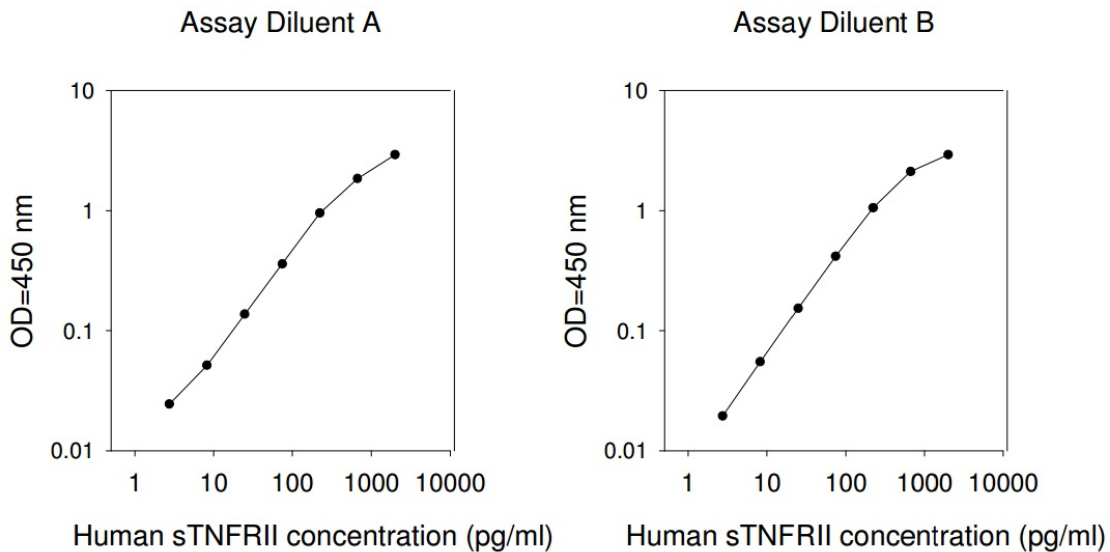 Assay Diluent A
10
1
0.1
0.01
OD=450 nm
1 10 100 1000 10000
Human sTNFRII concentration (pg/ml)
Assay Diluent B
10
1
0.1
0.01
OD=450 nm
1 10 100 1000 10000
Human sTNFRII concentration (pg/ml)